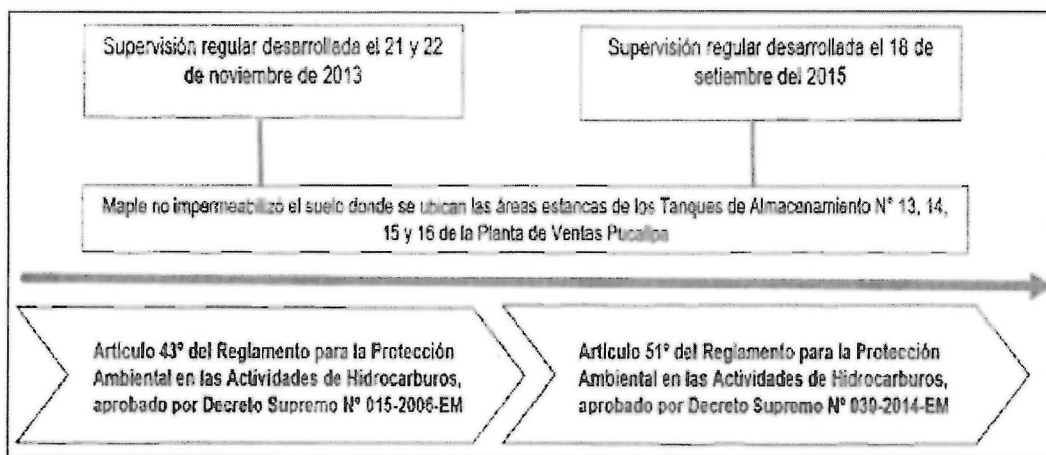 Supervisión regular desarrollada el 21 y 22
de noviembre de 2013
Supervisión regular desarrollada el 18 de
setiembre del 2015
Maple no impermeabilizó el suelo donde se ubican las áreas estancas de los Tanques de Almacenamiento N° 13, 14,
15 y 16 de la Planta de Ventas Pucallpa
Artículo 43° del Reglamento para la Protección
Ambiental en las Actividades de Hidrocarburos,
aprobado por Decreto Supremo N° 015-2006-EM
Artículo 51° del Reglamento para la Protección
Ambiental en las Actividades de Hidrocarburos,
aprobado por Decreto Supremo N° 039-2014-EM